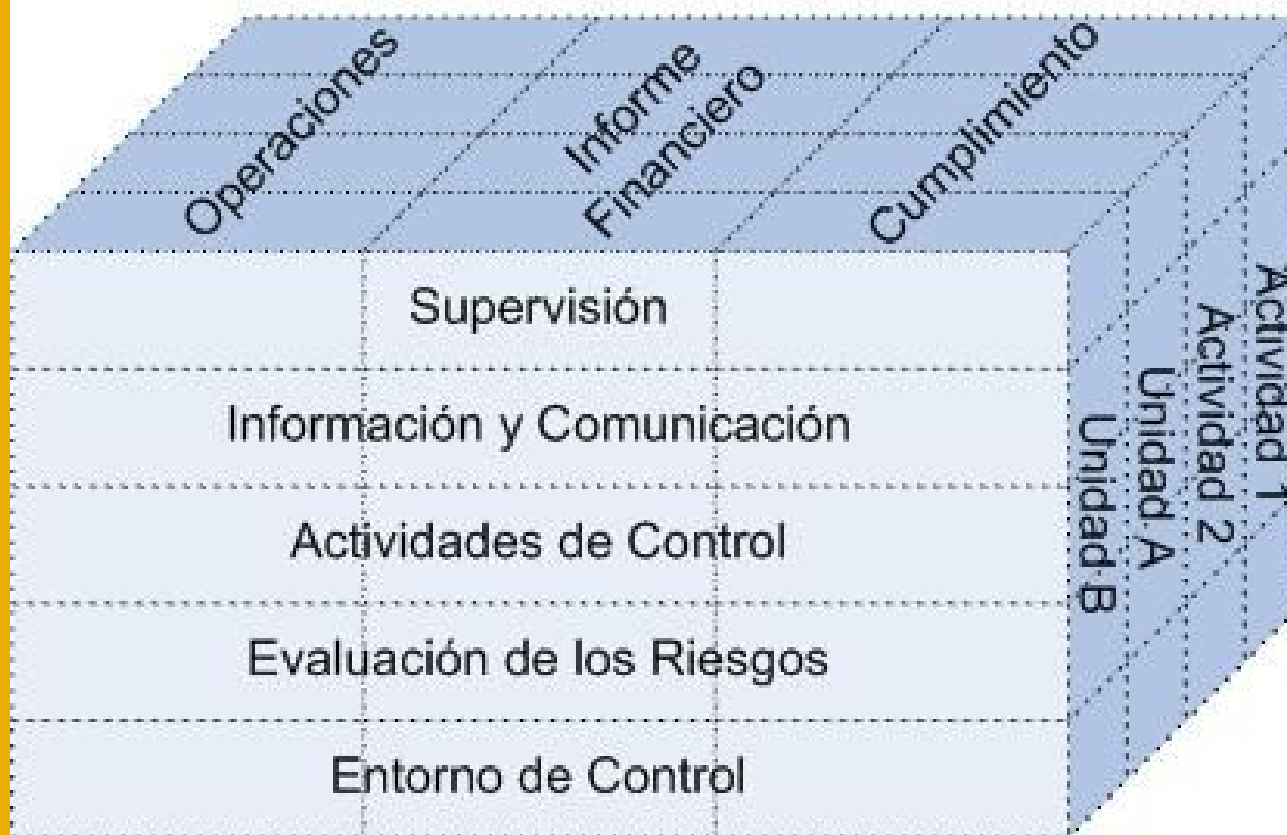 Operaciones
Informe
Financiero
Cumplimiento
Supervisión
Información y Comunicación
Actividades de Control
Evaluación de los Riesgos
Entorno de Control
Unidad B
Unidad A
Actividad 2
Actividad 1